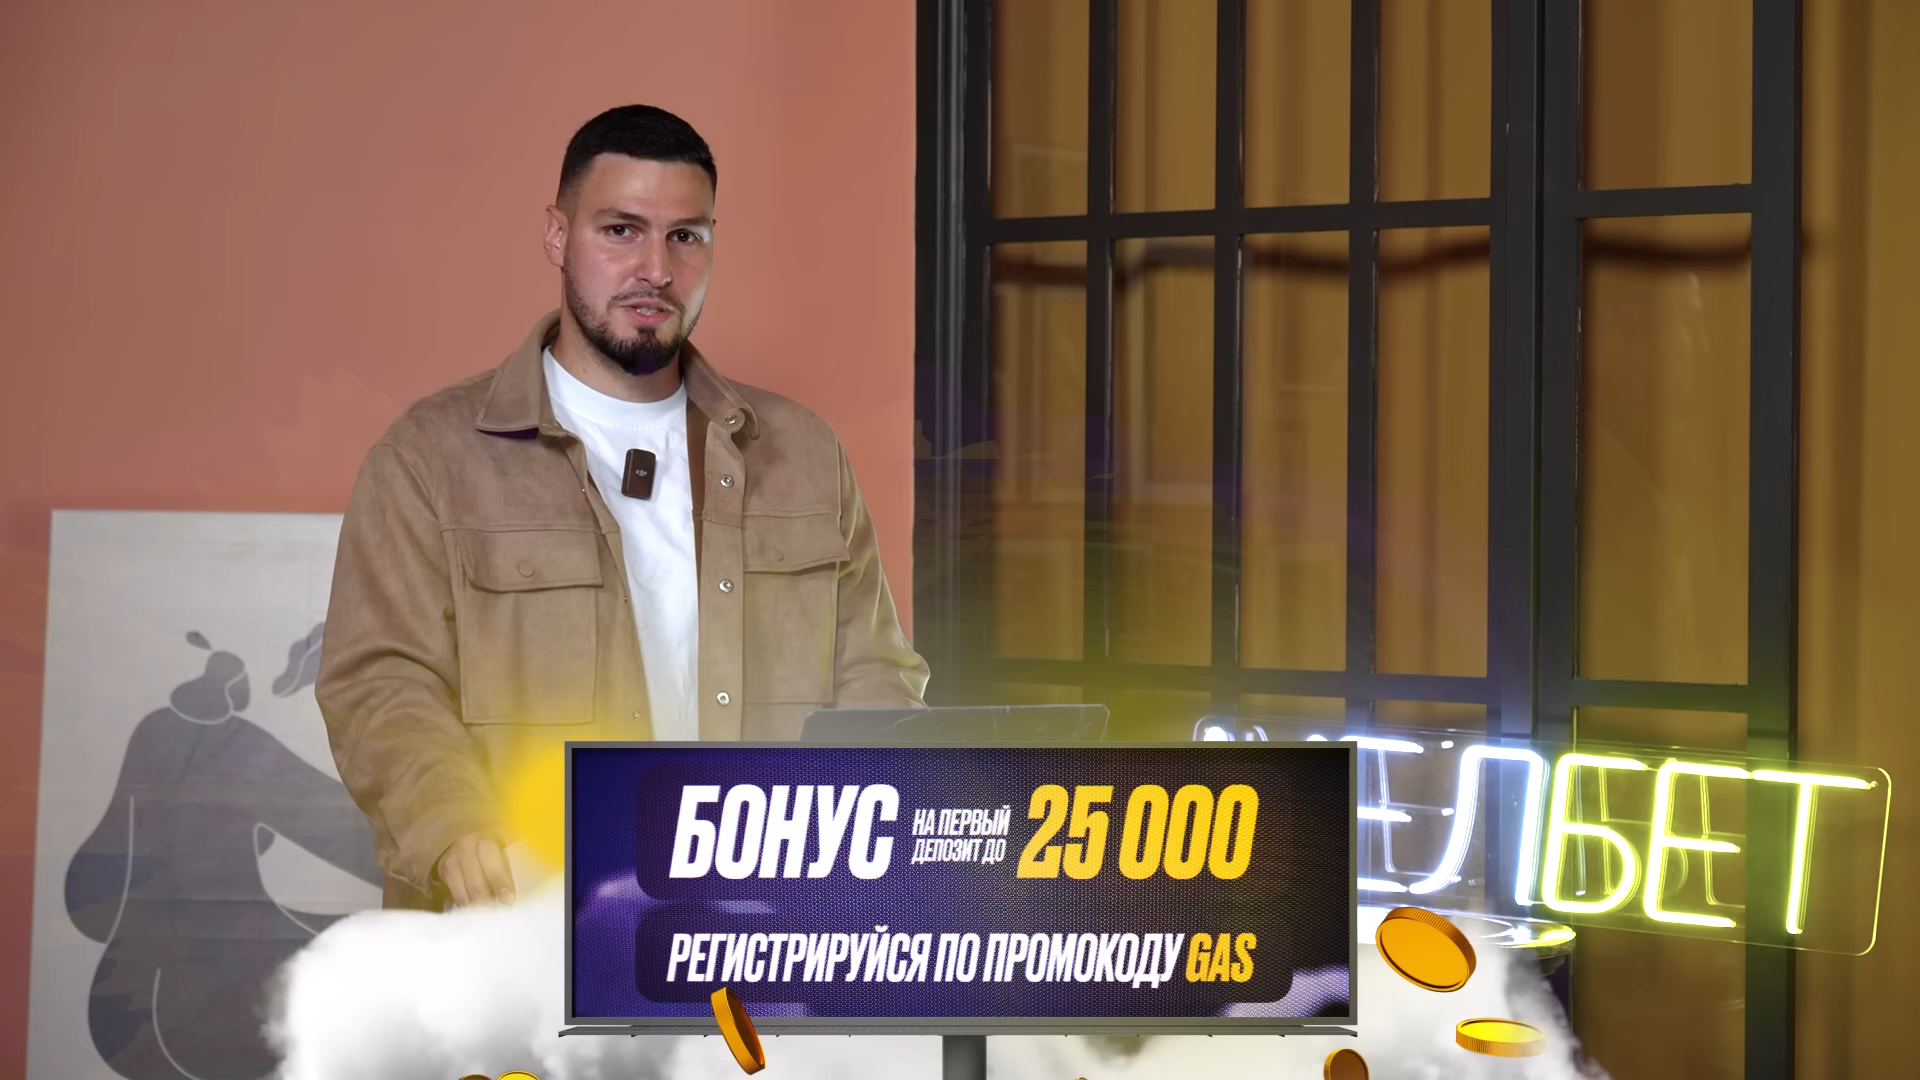 БОНУС НА ПЕРВЫЙ ДЕПОЗИТ ДО 25 000
РЕГИСТРИРУЙСЯ ПО ПРОМОКОДУ GAS
ЕЛБЕТ